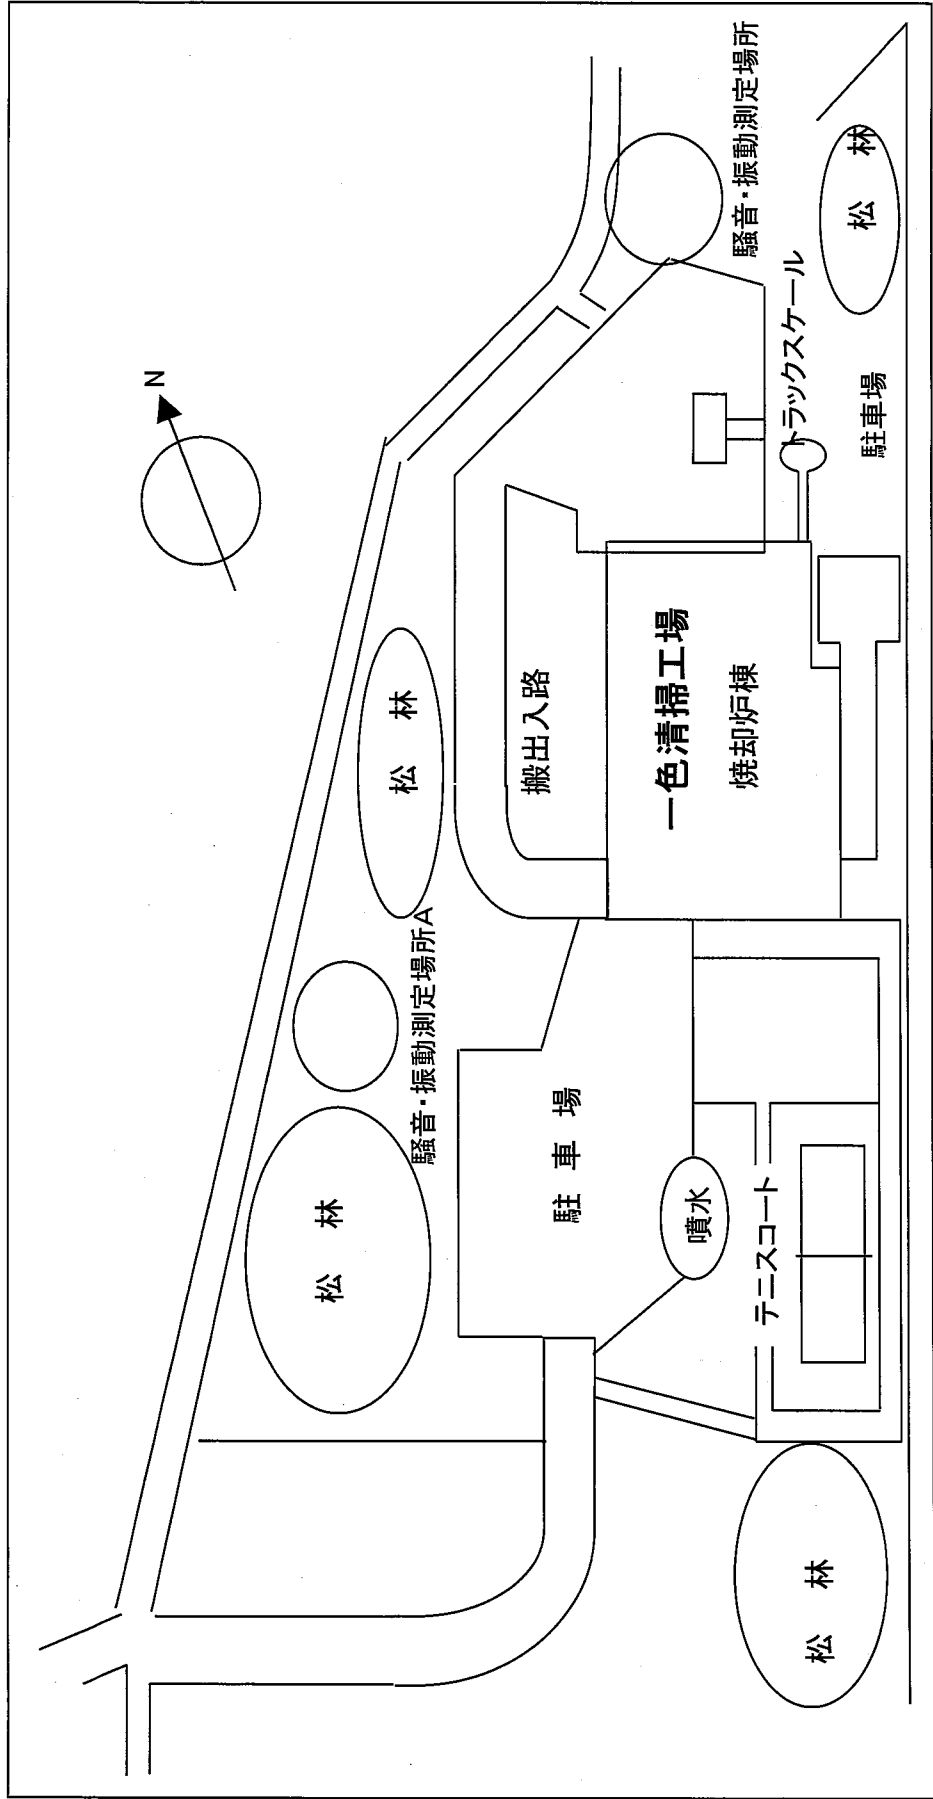 N
騒音・振動測定場所
松 林
トラックスケール
駐車場
松 林
搬出入路
一色清掃工場
焼却炉棟
騒音・振動測定場所A
松 林
駐 車 場
噴水
テニスコート
松 林